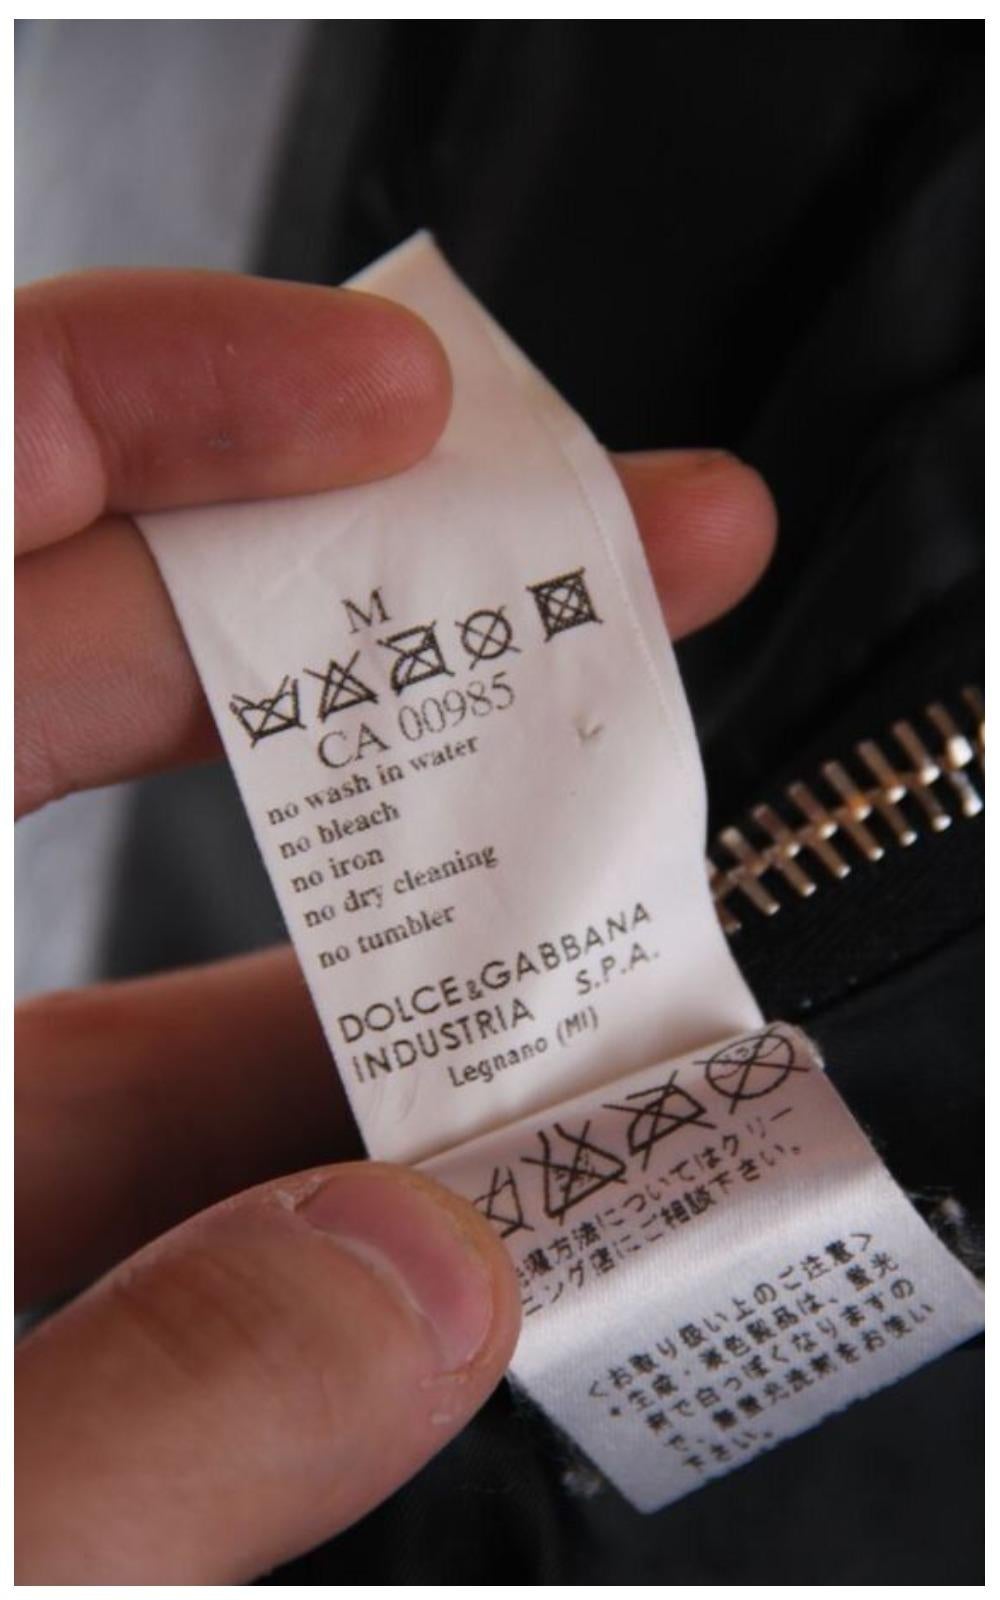 M
CA 00985
no wash in water
no bleach
no iron
no dry cleaning
no tumbler
DOLCE&GABBANA
INDUSTRIA S.P.A.
Legnano (MI)
濯方法についてはクリー
ニング店にご相談下さい。
<お取り扱い上のご注意>
・生成・淡色製品は、蛍光
剤で白っぽくなりますの
で、無蛍光洗剤をお使い
下さい。